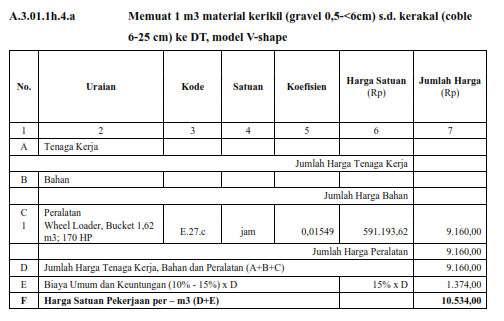 A.3.01.1h.4.a Memuat 1 m3 material kerikil (gravel 0,5-<6cm) s.d. kerakal (coble
6-25 cm) ke DT, model V-shape
No. Uraian Kode Satuan Koefisien Harga Satuan (Rp) Jumlah Harga (Rp)
1 2 3 4 5 6 7
A Tenaga Kerja
Jumlah Harga Tenaga Kerja
B Bahan
Jumlah Harga Bahan
C Peralatan
1 Wheel Loader, Bucket 1,62 m3; 170 HP E.27.c jam 0,01549 591.193,62 9.160,00
Jumlah Harga Peralatan 9.160,00
D Jumlah Harga Tenaga Kerja, Bahan dan Peralatan (A+B+C) 9.160,00
E Biaya Umum dan Keuntungan (10% - 15%) x D 15% x D 1.374,00
F Harga Satuan Pekerjaan per – m3 (D+E) 10.534,00